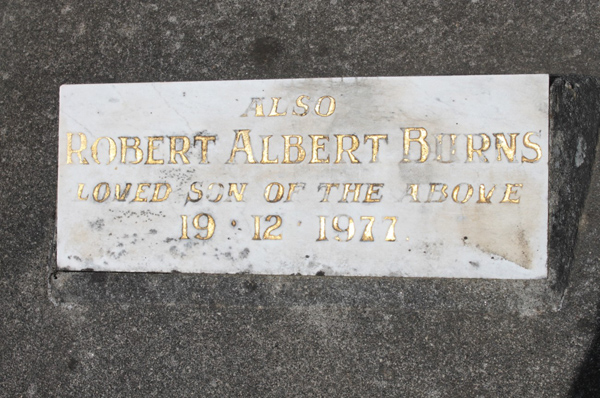 ALSO
ROBERT ALBERT BURNS
LOVED SON OF THE ABOVE
19 · 12 · 1977